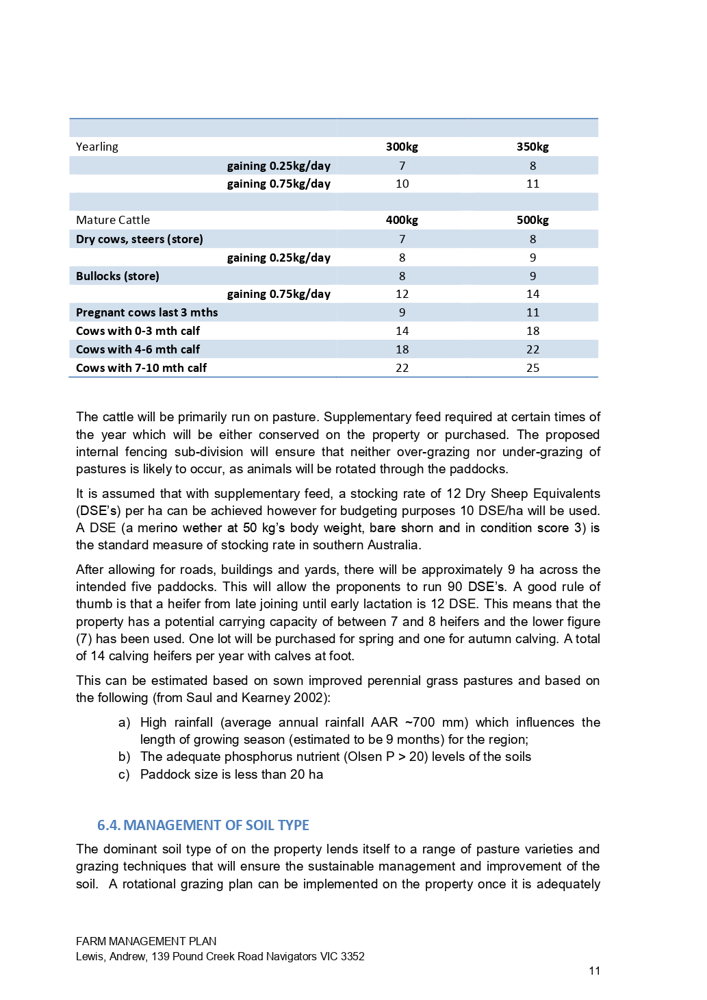 Yearling 300kg 350kg
gaining 0.25kg/day 7 8
gaining 0.75kg/day 10 11
Mature Cattle 400kg 500kg
Dry cows, steers (store) 7 8
gaining 0.25kg/day 8 9
Bullocks (store) 8 9
gaining 0.75kg/day 12 14
Pregnant cows last 3 mths 9 11
Cows with 0-3 mth calf 14 18
Cows with 4-6 mth calf 18 22
Cows with 7-10 mth calf 22 25
The cattle will be primarily run on pasture. Supplementary feed required at certain times of
the year which will be either conserved on the property or purchased. The proposed
internal fencing sub-division will ensure that neither over-grazing nor under-grazing of
pastures is likely to occur, as animals will be rotated through the paddocks.
It is assumed that with supplementary feed, a stocking rate of 12 Dry Sheep Equivalents
(DSE’s) per ha can be achieved however for budgeting purposes 10 DSE/ha will be used.
A DSE (a merino wether at 50 kg’s body weight, bare shorn and in condition score 3) is
the standard measure of stocking rate in southern Australia.
After allowing for roads, buildings and yards, there will be approximately 9 ha across the
intended five paddocks. This will allow the proponents to run 90 DSE’s. A good rule of
thumb is that a heifer from late joining until early lactation is 12 DSE. This means that the
property has a potential carrying capacity of between 7 and 8 heifers and the lower figure
(7) has been used. One lot will be purchased for spring and one for autumn calving. A total
of 14 calving heifers per year with calves at foot.
This can be estimated based on sown improved perennial grass pastures and based on
the following (from Saul and Kearney 2002):
a) High rainfall (average annual rainfall AAR ~700 mm) which influences the
length of growing season (estimated to be 9 months) for the region;
b) The adequate phosphorus nutrient (Olsen P > 20) levels of the soils
c) Paddock size is less than 20 ha
6.4. MANAGEMENT OF SOIL TYPE
The dominant soil type of on the property lends itself to a range of pasture varieties and
grazing techniques that will ensure the sustainable management and improvement of the
soil. A rotational grazing plan can be implemented on the property once it is adequately
FARM MANAGEMENT PLAN
Lewis, Andrew, 139 Pound Creek Road Navigators VIC 3352
11